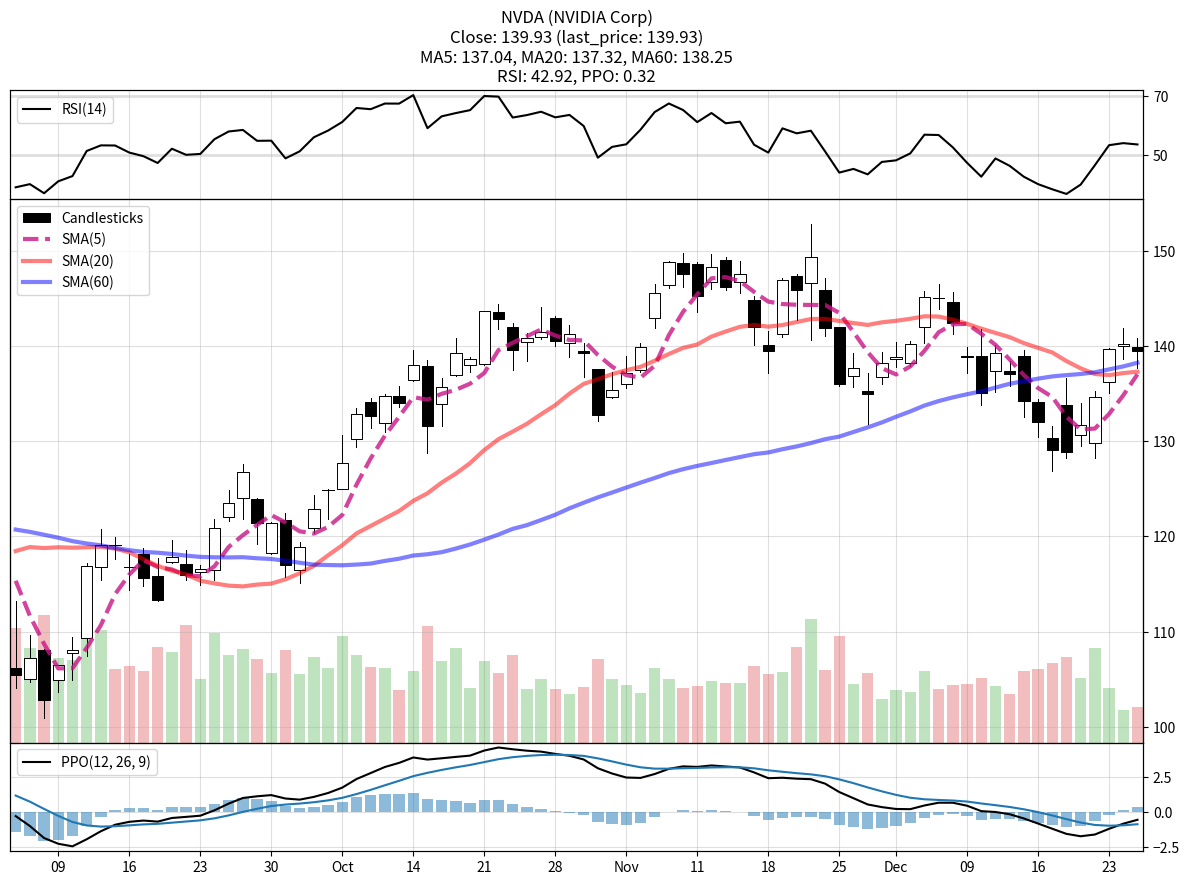 NVDA (NVIDIA Corp)
Close: 139.93 (last_price: 139.93)
MA5: 137.04, MA20: 137.32, MA60: 138.25
RSI: 42.92, PPO: 0.32
RSI(14)
70
50
Candlesticks
SMA(5)
SMA(20)
SMA(60)
150
140
130
120
110
100
PPO(12, 26, 9)
2.5
0.0
−2.5
09 16 23 30 Oct 14 21 28 Nov 11 18 25 Dec 09 16 23